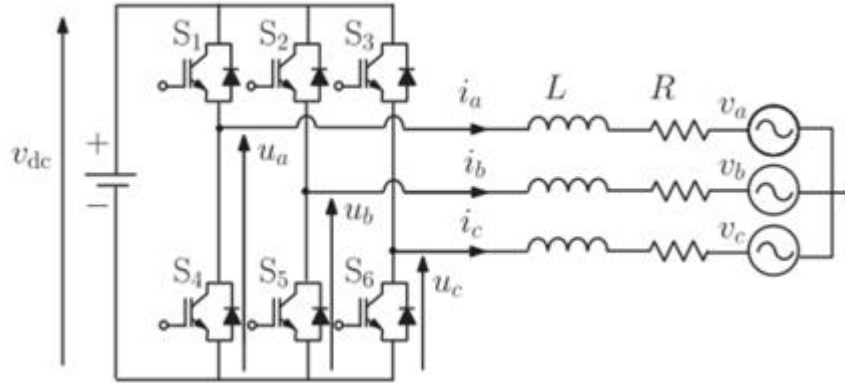 S1 S2 S3
ia L R va
+
vdc ua ib vb
−
ub ic vc
S4 S5 S6
uc